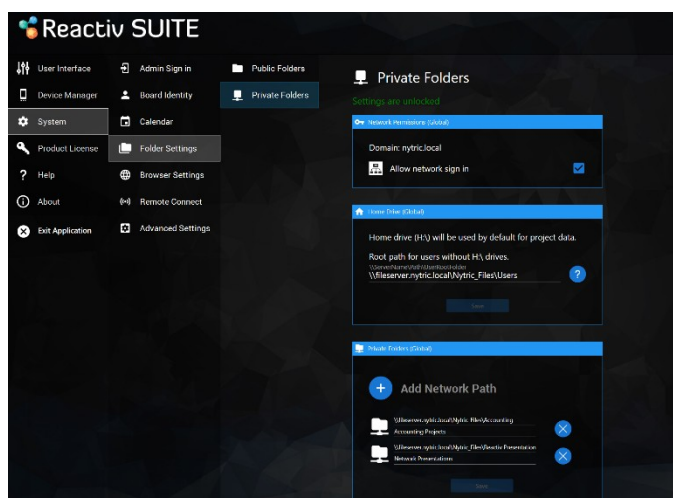 Reactiv SUITE
User Interface
Device Manager
System
Product License
Help
About
Exit Application
Admin Sign in
Board Identity
Calendar
Folder Settings
Browser Settings
Remote Connect
Advanced Settings
Public Folders
Private Folders
Private Folders
Settings are unlocked
Network Permissions (Global)
Domain: nytric.local
Allow network sign in
Home Drive (Global)
Home drive (H:\) will be used by default for project data.
Root path for users without H:\ drives.
\\ServerName\Path\UserRootFolder
\\fileserver.nytric.local\Nytric_Files\Users
?
Save
Private Folders (Global)
Add Network Path
\\fileserver.nytric.local\Nytric_Files\Accounting
Accounting Projects
\\fileserver.nytric.local\Nytric_Files\Reactiv Presentation
Network Presentations
Save